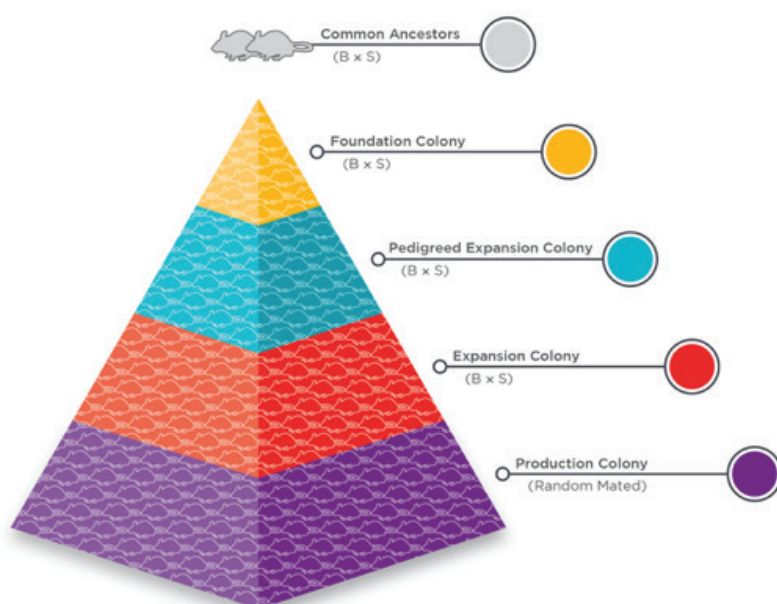 Common Ancestors
(B × S)
Foundation Colony
(B × S)
Pedigreed Expansion Colony
(B × S)
Expansion Colony
(B × S)
Production Colony
(Random Mated)